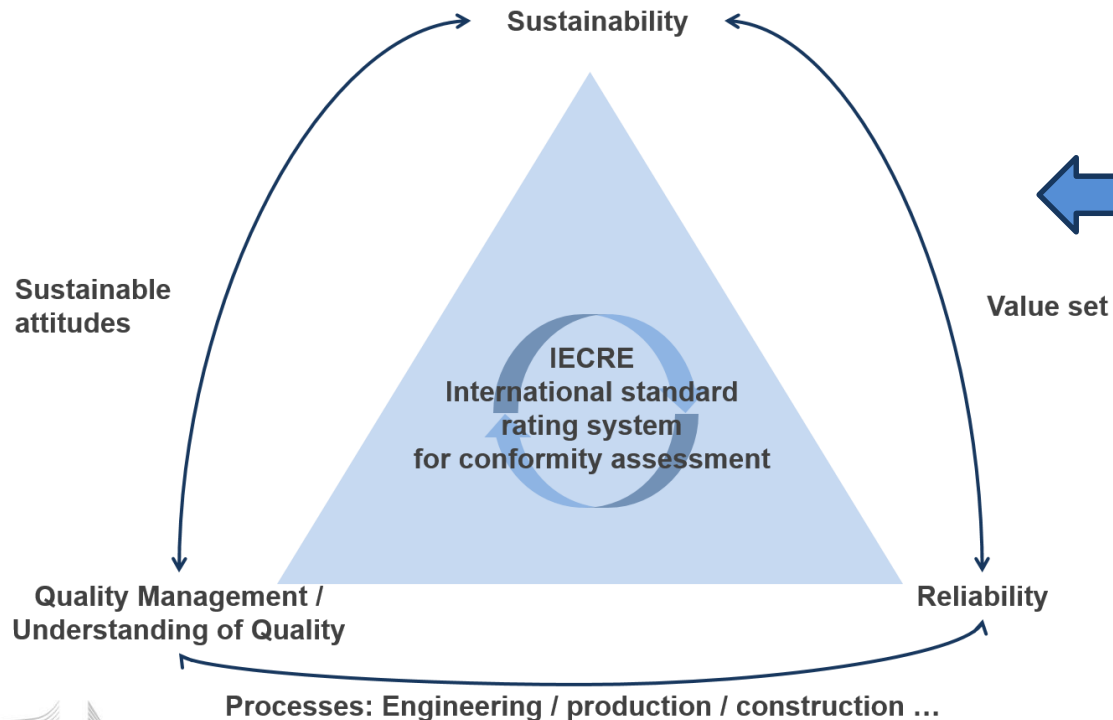 Sustainability
Sustainable
attitudes
Value set
IECRE
International standard
rating system
for conformity assessment
Quality Management /
Understanding of Quality
Reliability
Processes: Engineering / production / construction ...